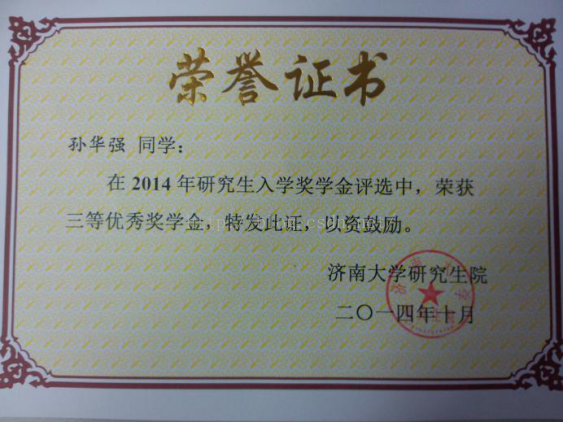 荣誉证书
孙华强 同学：
在2014年研究生入学奖学金评选中，荣获
三等优秀奖学金，特发此证，以资鼓励。
济南大学研究生院
二〇一四年十月